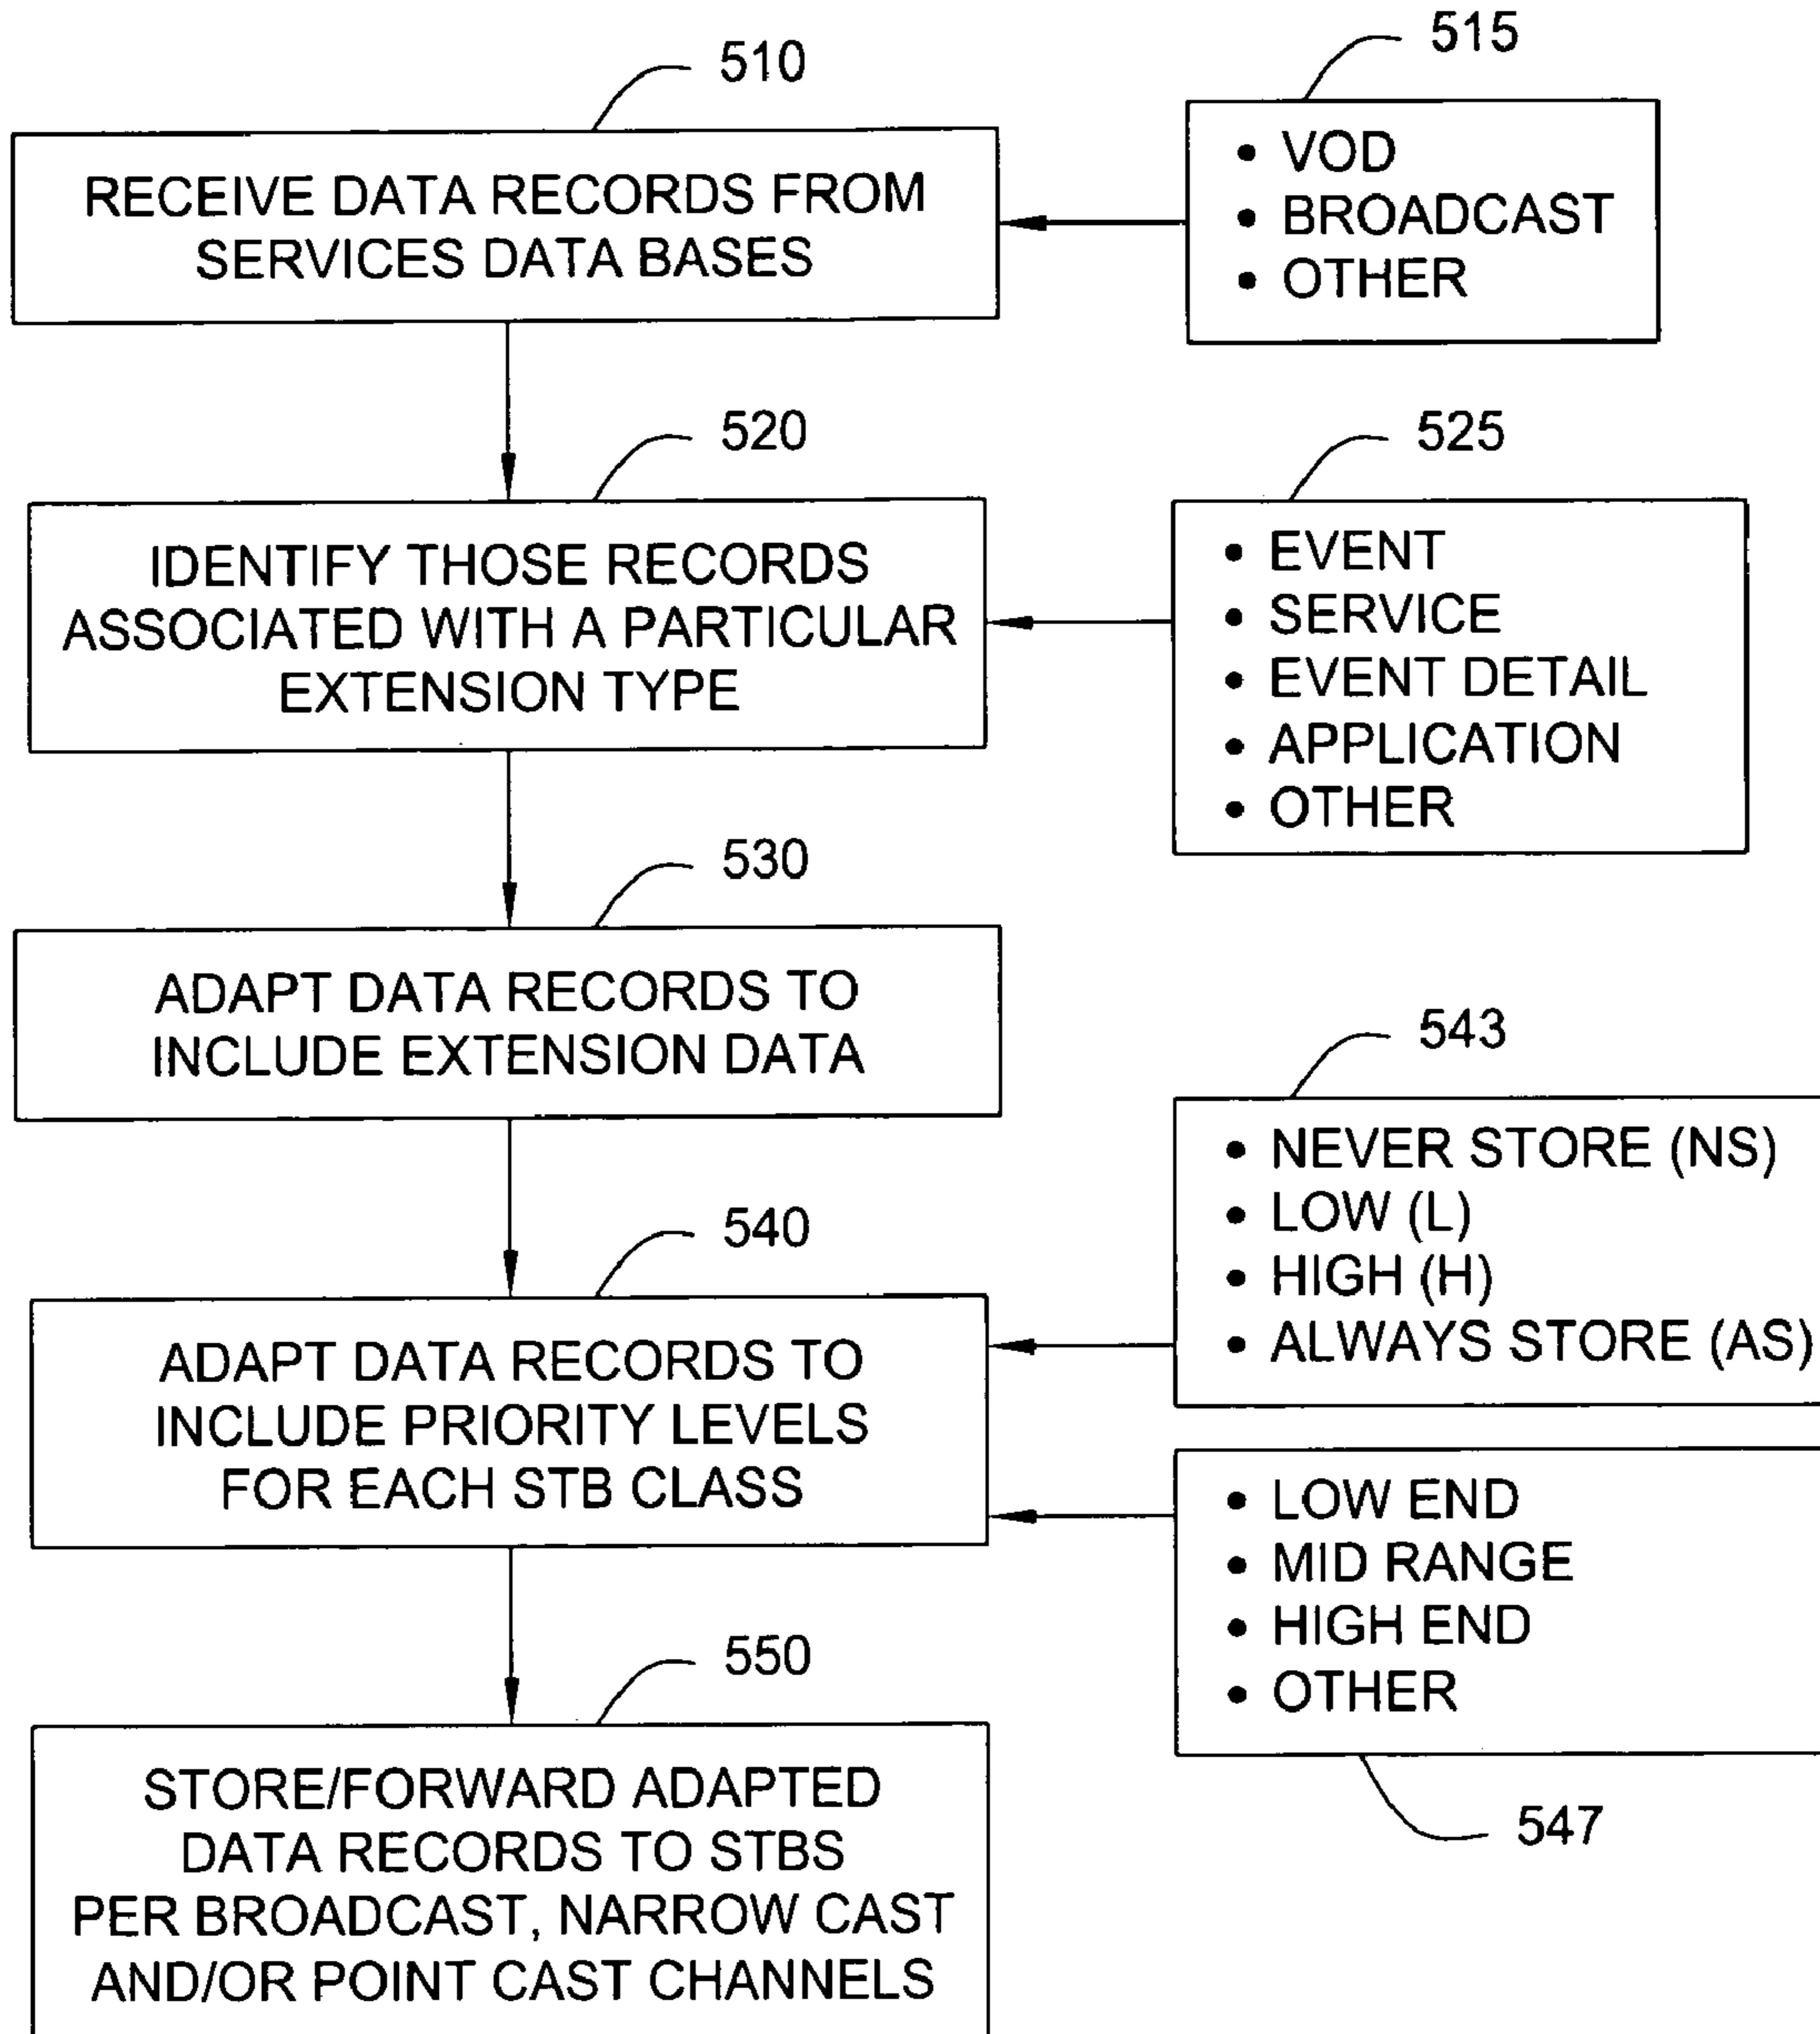 510
RECEIVE DATA RECORDS FROM
SERVICES DATA BASES
515
• VOD
• BROADCAST
• OTHER
520
IDENTIFY THOSE RECORDS
ASSOCIATED WITH A PARTICULAR
EXTENSION TYPE
525
• EVENT
• SERVICE
• EVENT DETAIL
• APPLICATION
• OTHER
530
ADAPT DATA RECORDS TO
INCLUDE EXTENSION DATA
540
ADAPT DATA RECORDS TO
INCLUDE PRIORITY LEVELS
FOR EACH STB CLASS
543
• NEVER STORE (NS)
• LOW (L)
• HIGH (H)
• ALWAYS STORE (AS)
• LOW END
• MID RANGE
• HIGH END
• OTHER
547
550
STORE/FORWARD ADAPTED
DATA RECORDS TO STBS
PER BROADCAST, NARROW CAST
AND/OR POINT CAST CHANNELS